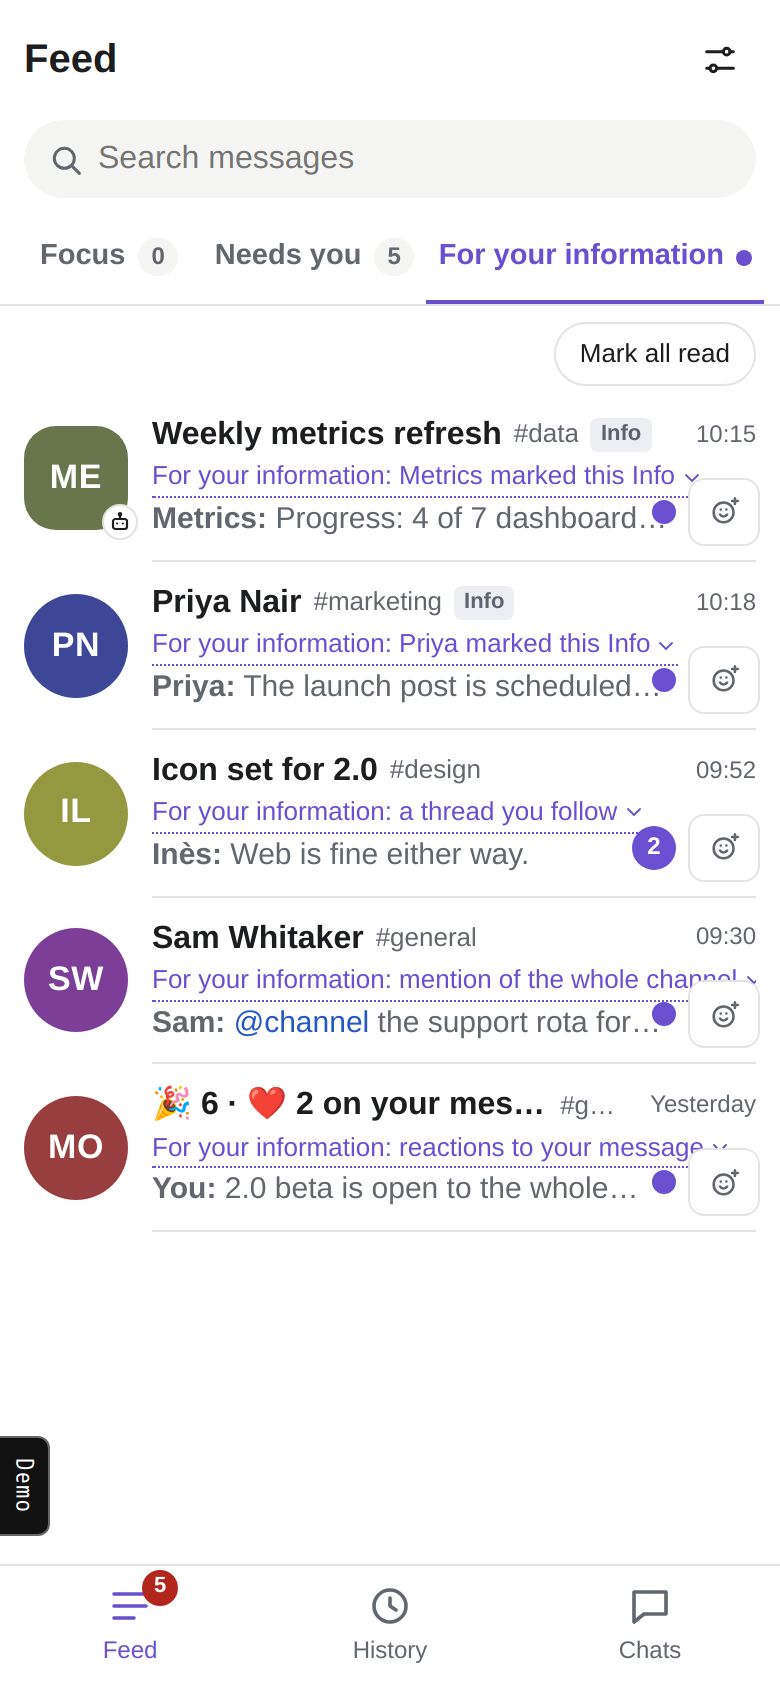 Feed
Search messages
Focus 0 Needs you 5 For your information
Mark all read
ME Weekly metrics refresh #data Info 10:15
For your information: Metrics marked this Info
Metrics: Progress: 4 of 7 dashboard…
PN Priya Nair #marketing Info 10:18
For your information: Priya marked this Info
Priya: The launch post is scheduled…
IL Icon set for 2.0 #design 09:52
For your information: a thread you follow
Inès: Web is fine either way. 2
SW Sam Whitaker #general 09:30
For your information: mention of the whole channel
Sam: @channel the support rota for…
MO 🎉 6 · ❤️ 2 on your mes… #g… Yesterday
For your information: reactions to your message
You: 2.0 beta is open to the whole…
Demo
5
Feed History Chats